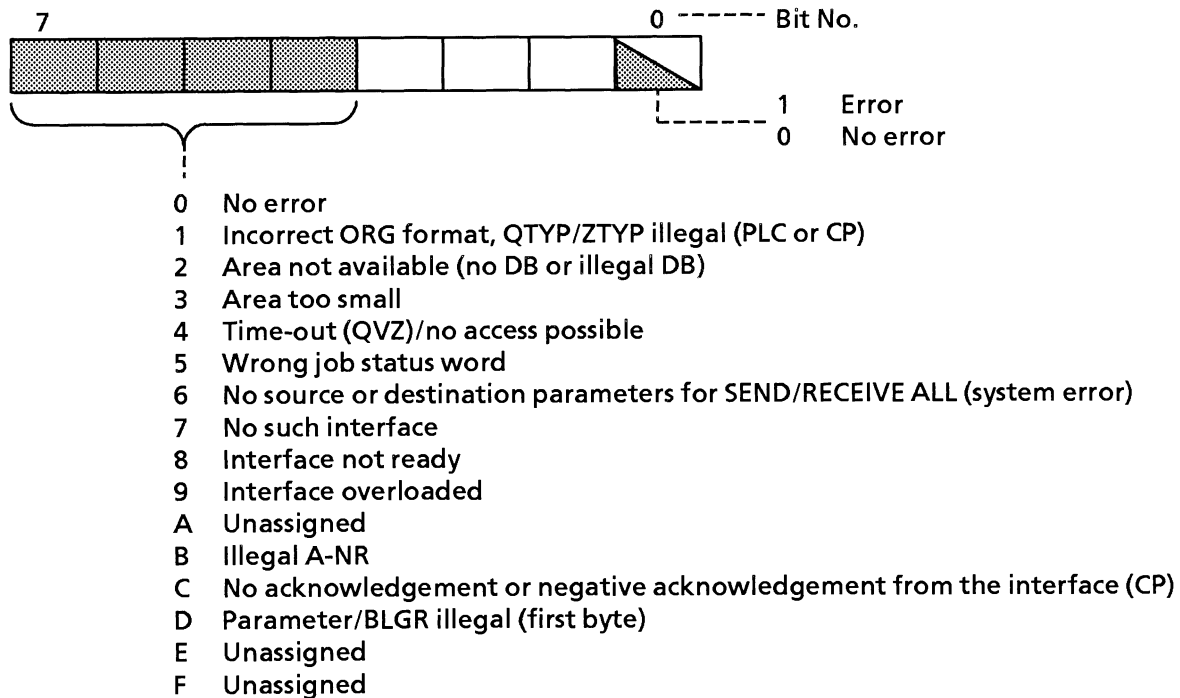 7 0 Bit No.
1 Error
0 No error
0 No error
1 Incorrect ORG format, QTYP/ZTYP illegal (PLC or CP)
2 Area not available (no DB or illegal DB)
3 Area too small
4 Time-out (QVZ)/no access possible
5 Wrong job status word
6 No source or destination parameters for SEND/RECEIVE ALL (system error)
7 No such interface
8 Interface not ready
9 Interface overloaded
A Unassigned
B Illegal A-NR
C No acknowledgement or negative acknowledgement from the interface (CP)
D Parameter/BLGR illegal (first byte)
E Unassigned
F Unassigned